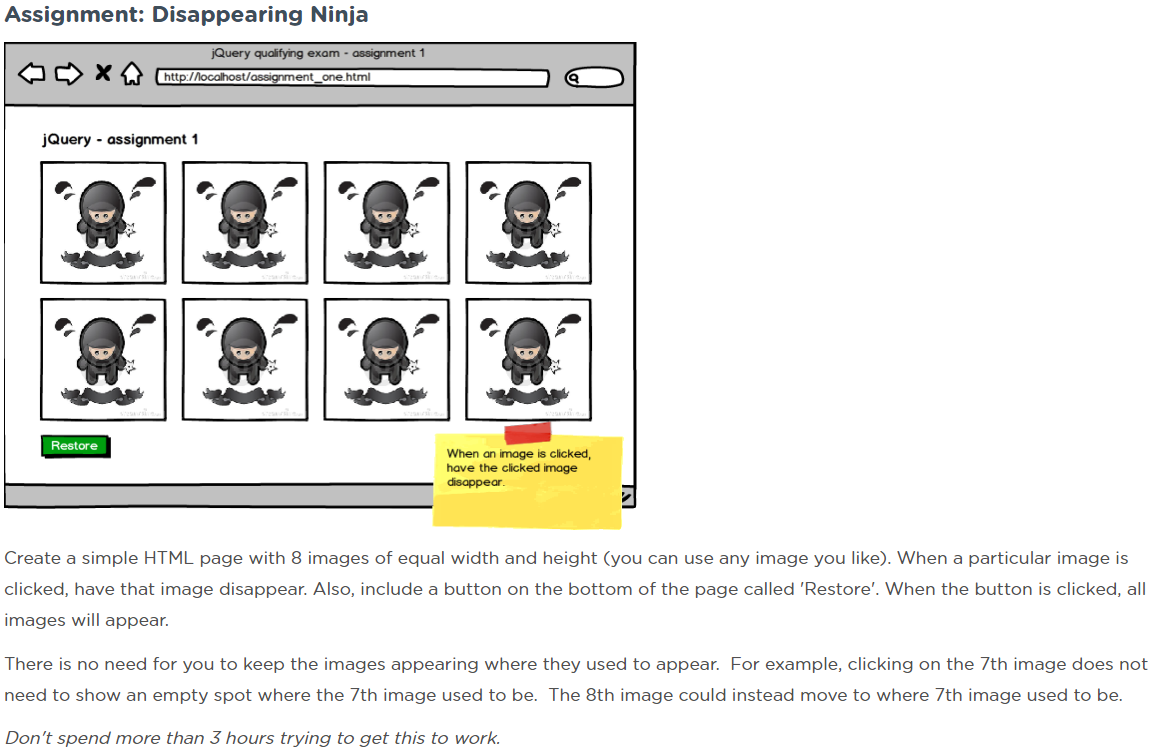 Assignment: Disappearing Ninja
jQuery qualifying exam - assignment 1
http://localhost/assignment_one.html
jQuery - assignment 1
Restore
When an image is clicked,
have the clicked image
disappear.
Create a simple HTML page with 8 images of equal width and height (you can use any image you like). When a particular image is
clicked, have that image disappear. Also, include a button on the bottom of the page called 'Restore'. When the button is clicked, all
images will appear.
There is no need for you to keep the images appearing where they used to appear.  For example, clicking on the 7th image does not
need to show an empty spot where the 7th image used to be.  The 8th image could instead move to where 7th image used to be.
Don't spend more than 3 hours trying to get this to work.